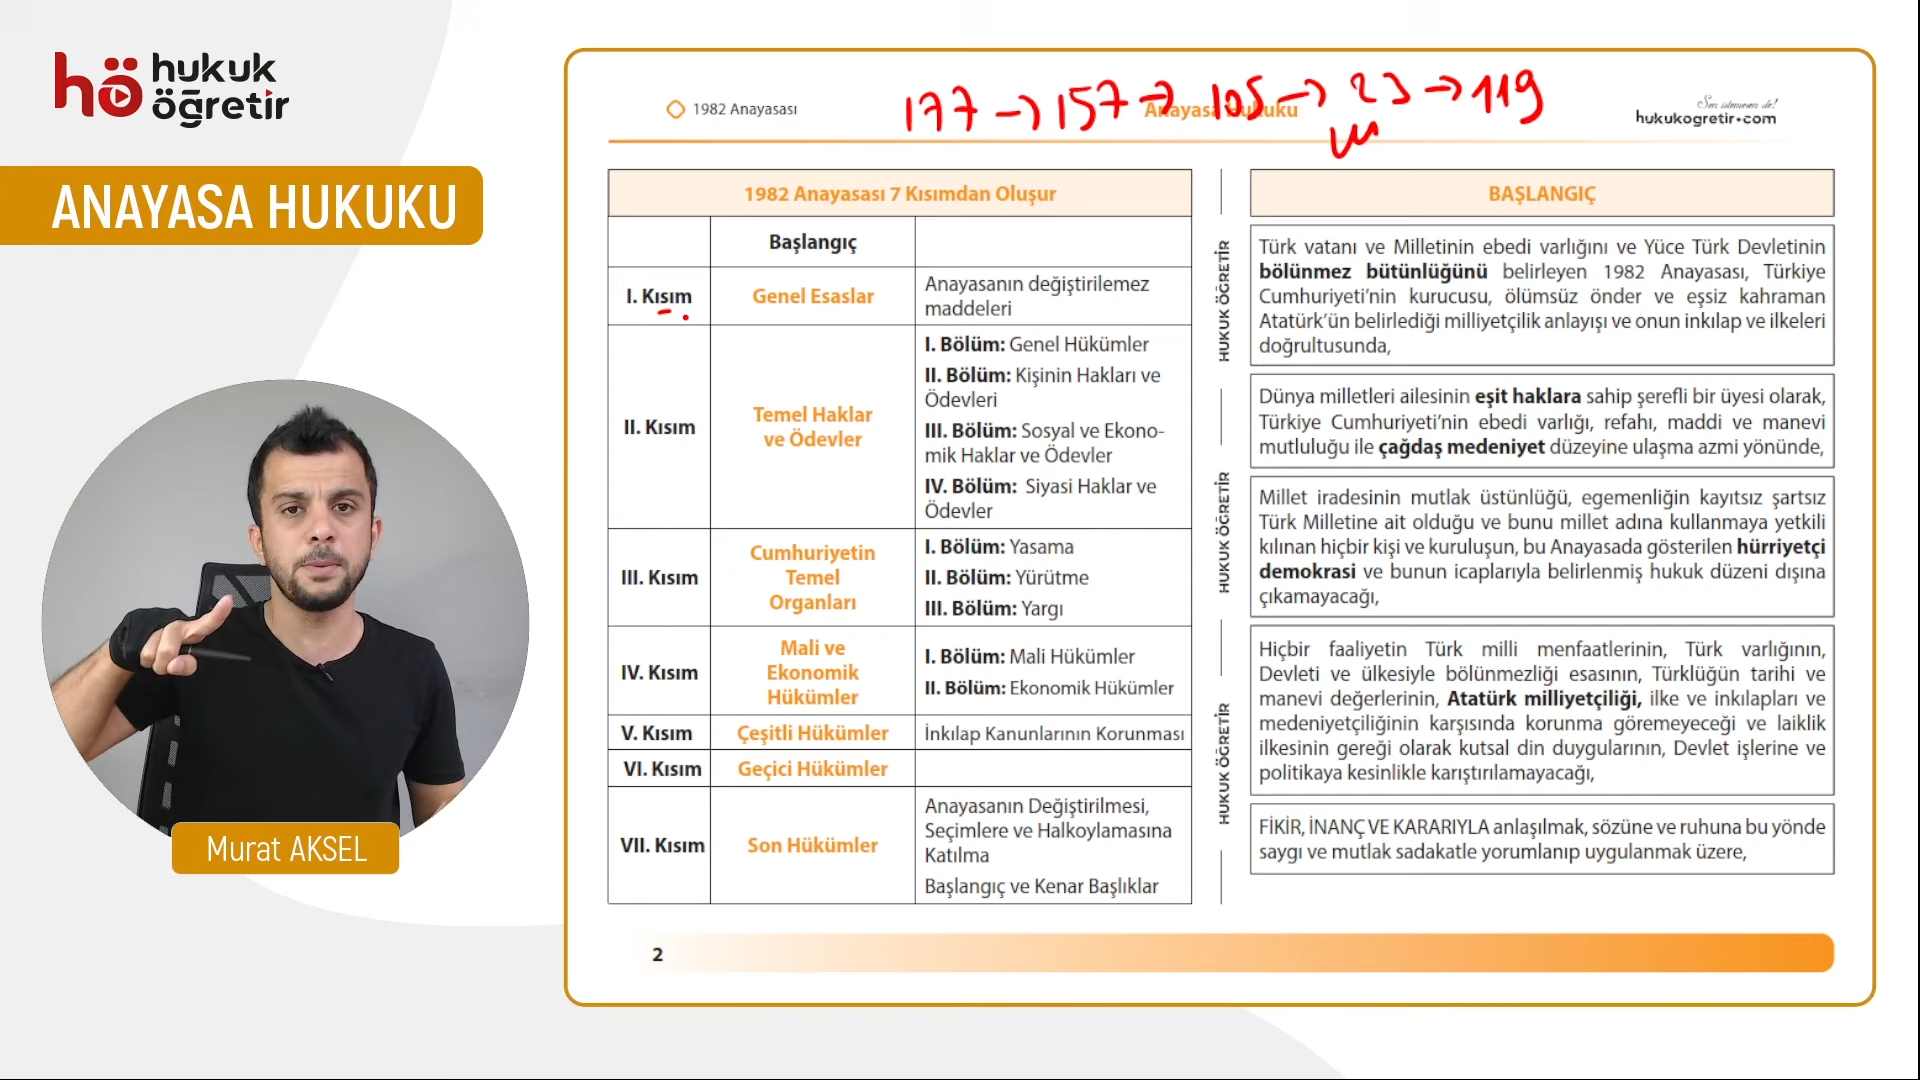 hö hukuk
öğretir
ANAYASA HUKUKU
Murat AKSEL
1982 Anayasası
Anayasa Hukuku
177 → 157 → 105 → 23 → 119
Sen istemesen de!
hukukogretir.com
1982 Anayasası 7 Kısımdan Oluşur
Başlangıç
I. Kısım
Genel Esaslar
Anayasanın değiştirilemez
maddeleri
II. Kısım
Temel Haklar
ve Ödevler
I. Bölüm: Genel Hükümler
II. Bölüm: Kişinin Hakları ve
Ödevleri
III. Bölüm: Sosyal ve Ekono-
mik Haklar ve Ödevler
IV. Bölüm: Siyasi Haklar ve
Ödevler
III. Kısım
Cumhuriyetin
Temel
Organları
I. Bölüm: Yasama
II. Bölüm: Yürütme
III. Bölüm: Yargı
IV. Kısım
Mali ve
Ekonomik
Hükümler
I. Bölüm: Mali Hükümler
II. Bölüm: Ekonomik Hükümler
V. Kısım
Çeşitli Hükümler
İnkılap Kanunlarının Korunması
VI. Kısım
Geçici Hükümler
VII. Kısım
Son Hükümler
Anayasanın Değiştirilmesi,
Seçimlere ve Halkoylamasına
Katılma
Başlangıç ve Kenar Başlıklar
HUKUK ÖĞRETİR
HUKUK ÖĞRETİR
HUKUK ÖĞRETİR
BAŞLANGIÇ
Türk vatanı ve Milletinin ebedi varlığını ve Yüce Türk Devletinin
bölünmez bütünlüğünü belirleyen 1982 Anayasası, Türkiye
Cumhuriyeti'nin kurucusu, ölümsüz önder ve eşsiz kahraman
Atatürk'ün belirlediği milliyetçilik anlayışı ve onun inkılap ve ilkeleri
doğrultusunda,
Dünya milletleri ailesinin eşit haklara sahip şerefli bir üyesi olarak,
Türkiye Cumhuriyeti'nin ebedi varlığı, refahı, maddi ve manevi
mutluluğu ile çağdaş medeniyet düzeyine ulaşma azmi yönünde,
Millet iradesinin mutlak üstünlüğü, egemenliğin kayıtsız şartsız
Türk Milletine ait olduğu ve bunu millet adına kullanmaya yetkili
kılınan hiçbir kişi ve kuruluşun, bu Anayasada gösterilen hürriyetçi
demokrasi ve bunun icaplarıyla belirlenmiş hukuk düzeni dışına
çıkamayacağı,
Hiçbir faaliyetin Türk milli menfaatlerinin, Türk varlığının,
Devleti ve ülkesiyle bölünmezliği esasının, Türklüğün tarihi ve
manevi değerlerinin, Atatürk milliyetçiliği, ilke ve inkılapları ve
medeniyetçiliğinin karşısında korunma göremeyeceği ve laiklik
ilkesinin gereği olarak kutsal din duygularının, Devlet işlerine ve
politikaya kesinlikle karıştırılamayacağı,
FİKİR, İNANÇ VE KARARIYLA anlaşılmak, sözüne ve ruhuna bu yönde
saygı ve mutlak sadakatle yorumlanıp uygulanmak üzere,
2